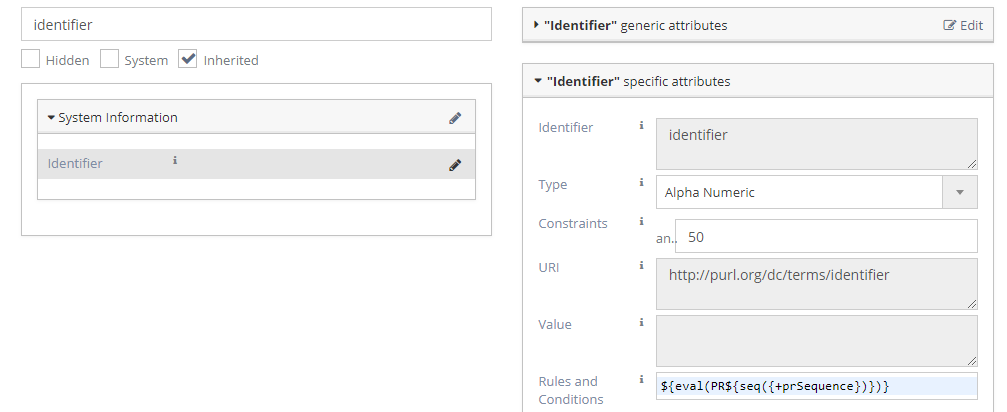 identifier
Hidden System Inherited
System Information
Identifier i
"Identifier" generic attributes Edit
"Identifier" specific attributes
Identifier i identifier
Type i Alpha Numeric
Constraints i an.. 50
URI i http://purl.org/dc/terms/identifier
Value i
Rules and i ${eval(PR${seq({+prSequence})})}
Conditions